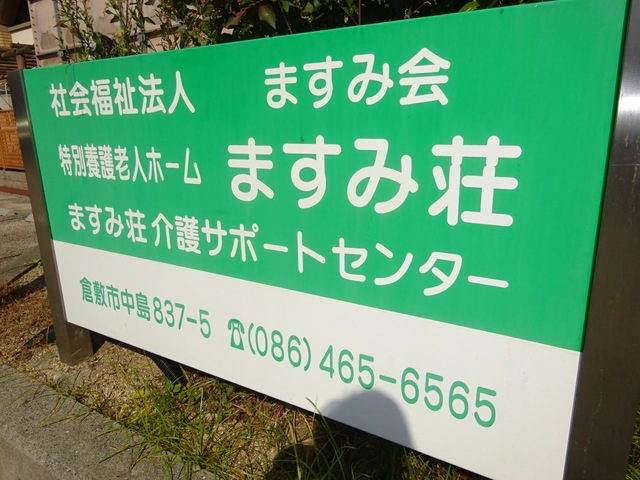 社会福祉法人 ますみ会
特別養護老人ホーム ますみ荘
ますみ荘 介護サポートセンター
倉敷市中島837-5 ☎(086)465-6565